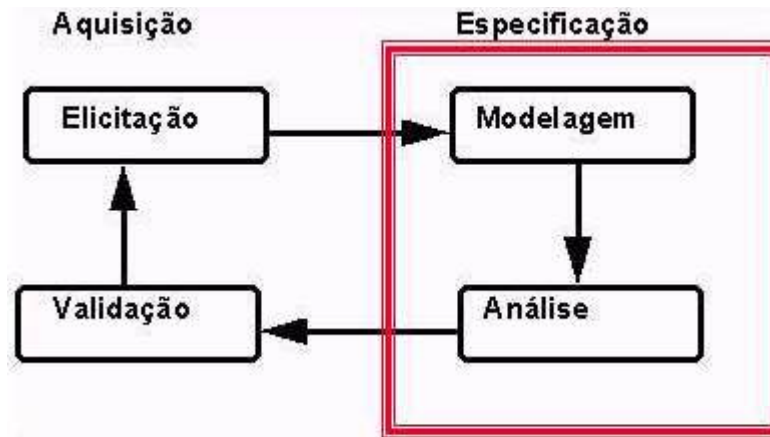 Aquisição
Especificação
Elicitação
Modelagem
Validação
Análise